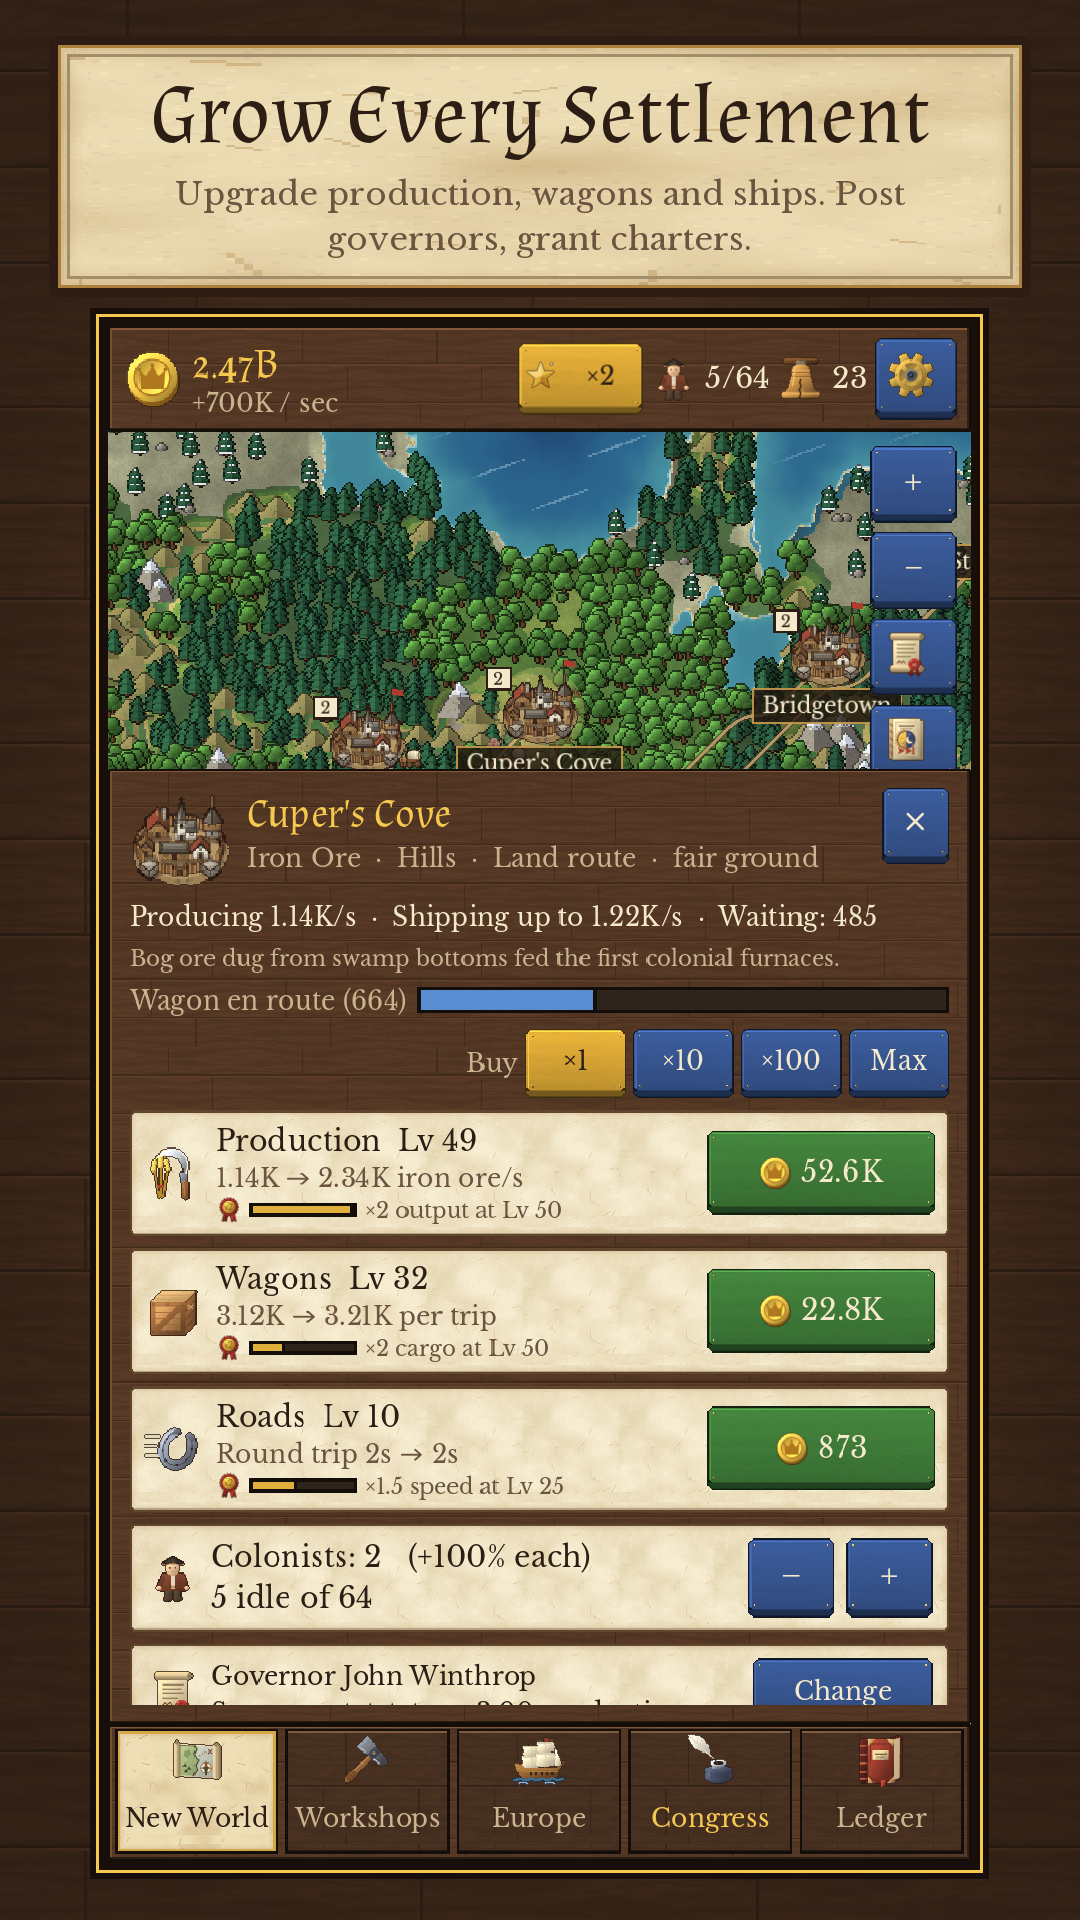 Grow Every Settlement
Upgrade production, wagons and ships. Post
governors, grant charters.
2.47B
+700K / sec
×2
5/64
23
+
−
St
2
Bridgetown
2
2
Cuper's Cove
Cuper's Cove
Iron Ore · Hills · Land route · fair ground
×
Producing 1.14K/s · Shipping up to 1.22K/s · Waiting: 485
Bog ore dug from swamp bottoms fed the first colonial furnaces.
Wagon en route (664)
Buy ×1 ×10 ×100 Max
Production Lv 49
1.14K → 2.34K iron ore/s
×2 output at Lv 50
52.6K
Wagons Lv 32
3.12K → 3.21K per trip
×2 cargo at Lv 50
22.8K
Roads Lv 10
Round trip 2s → 2s
×1.5 speed at Lv 25
873
Colonists: 2 (+100% each)
5 idle of 64
− +
Governor John Winthrop
Change
New World
Workshops
Europe
Congress
Ledger